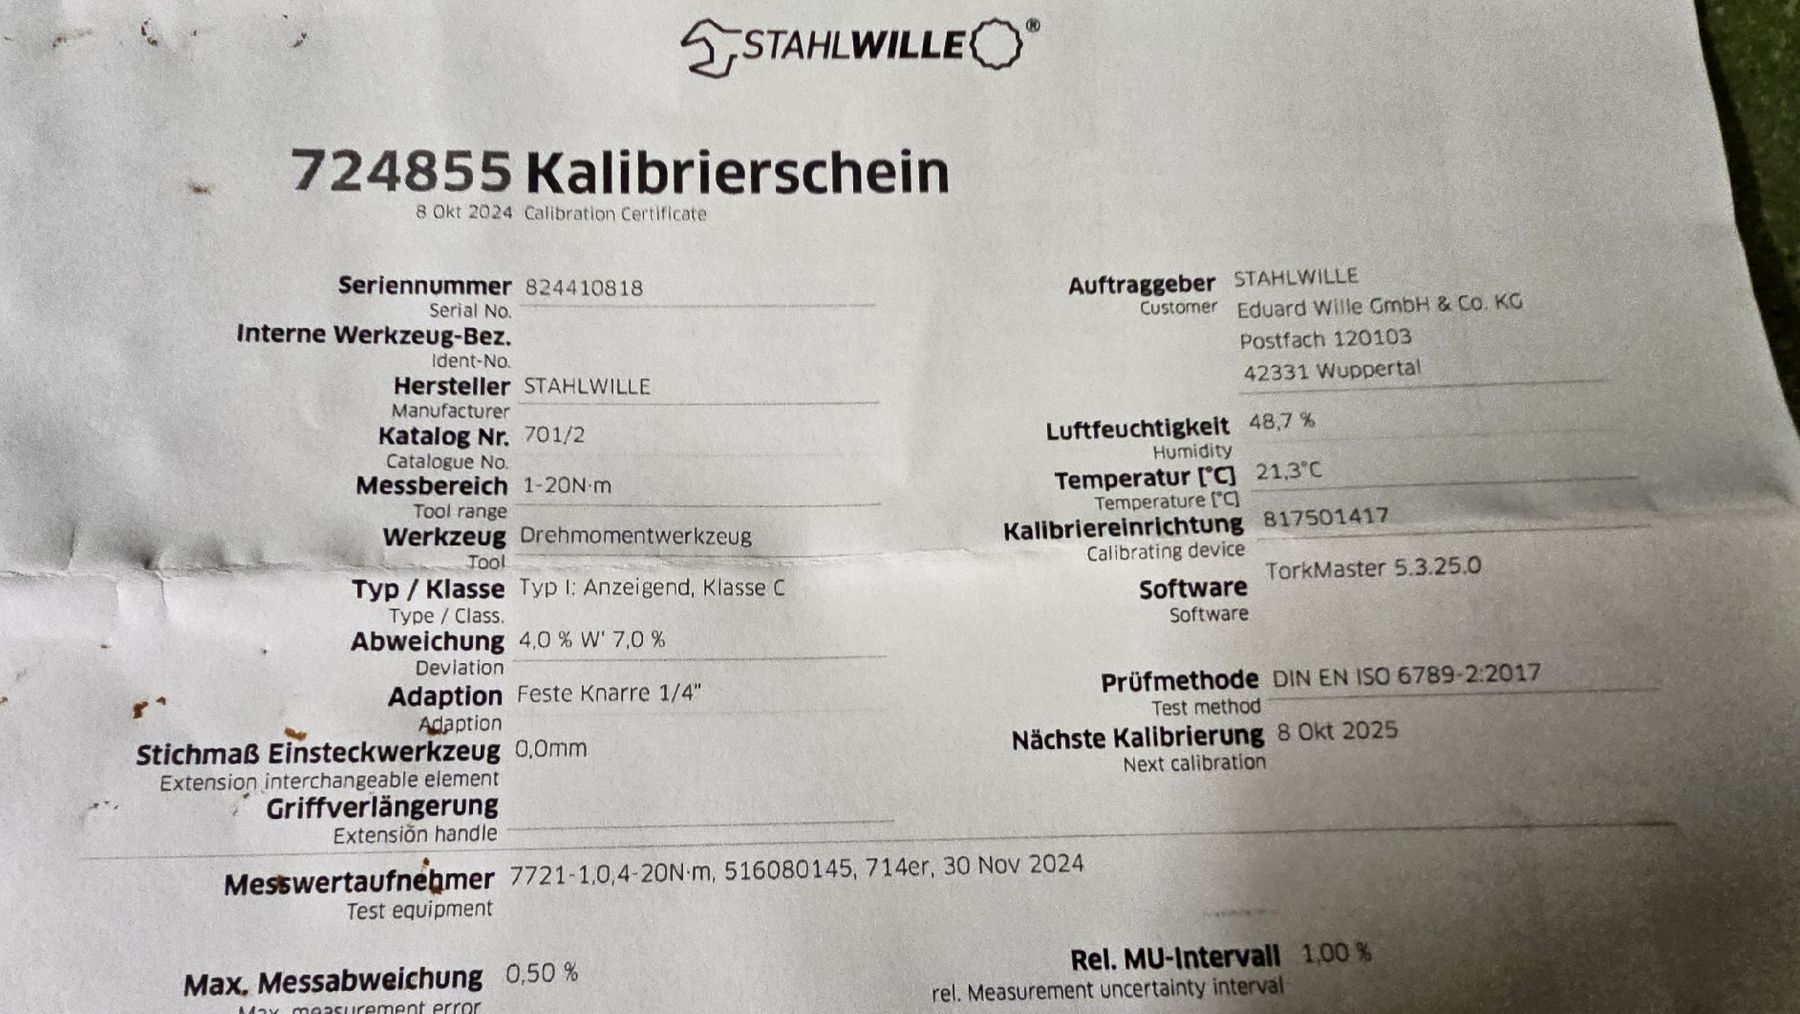 STAHLWILLE®
724855 Kalibrierschein
8 Okt 2024 Calibration Certificate
Seriennummer 824410818
Serial No.
Interne Werkzeug-Bez.
Ident-No.
Hersteller STAHLWILLE
Manufacturer
Katalog Nr. 701/2
Catalogue No.
Messbereich 1-20N·m
Tool range
Werkzeug Drehmomentwerkzeug
Tool
Typ / Klasse Typ I: Anzeigend, Klasse C
Type / Class.
Abweichung 4,0 % W' 7,0 %
Deviation
Adaption Feste Knarre 1/4"
Adaption
Stichmaß Einsteckwerkzeug 0,0mm
Extension interchangeable element
Griffverlängerung
Extension handle
Auftraggeber STAHLWILLE
Customer Eduard Wille GmbH & Co. KG
Postfach 120103
42331 Wuppertal
Luftfeuchtigkeit 48,7 %
Humidity
Temperatur [°C] 21,3°C
Temperature [°C]
Kalibriereinrichtung 817501417
Calibrating device
Software TorkMaster 5.3.25.0
Software
Prüfmethode DIN EN ISO 6789-2:2017
Test method
Nächste Kalibrierung 8 Okt 2025
Next calibration
Messwertaufnehmer 7721-1,0,4-20N·m, 516080145, 714er, 30 Nov 2024
Test equipment
Max. Messabweichung 0,50 %
Max. measurement error
Rel. MU-Intervall 1,00 %
rel. Measurement uncertainty interval